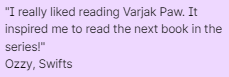 "I really liked reading Varjak Paw. It
inspired me to read the next book in the
series!"
Ozzy, Swifts